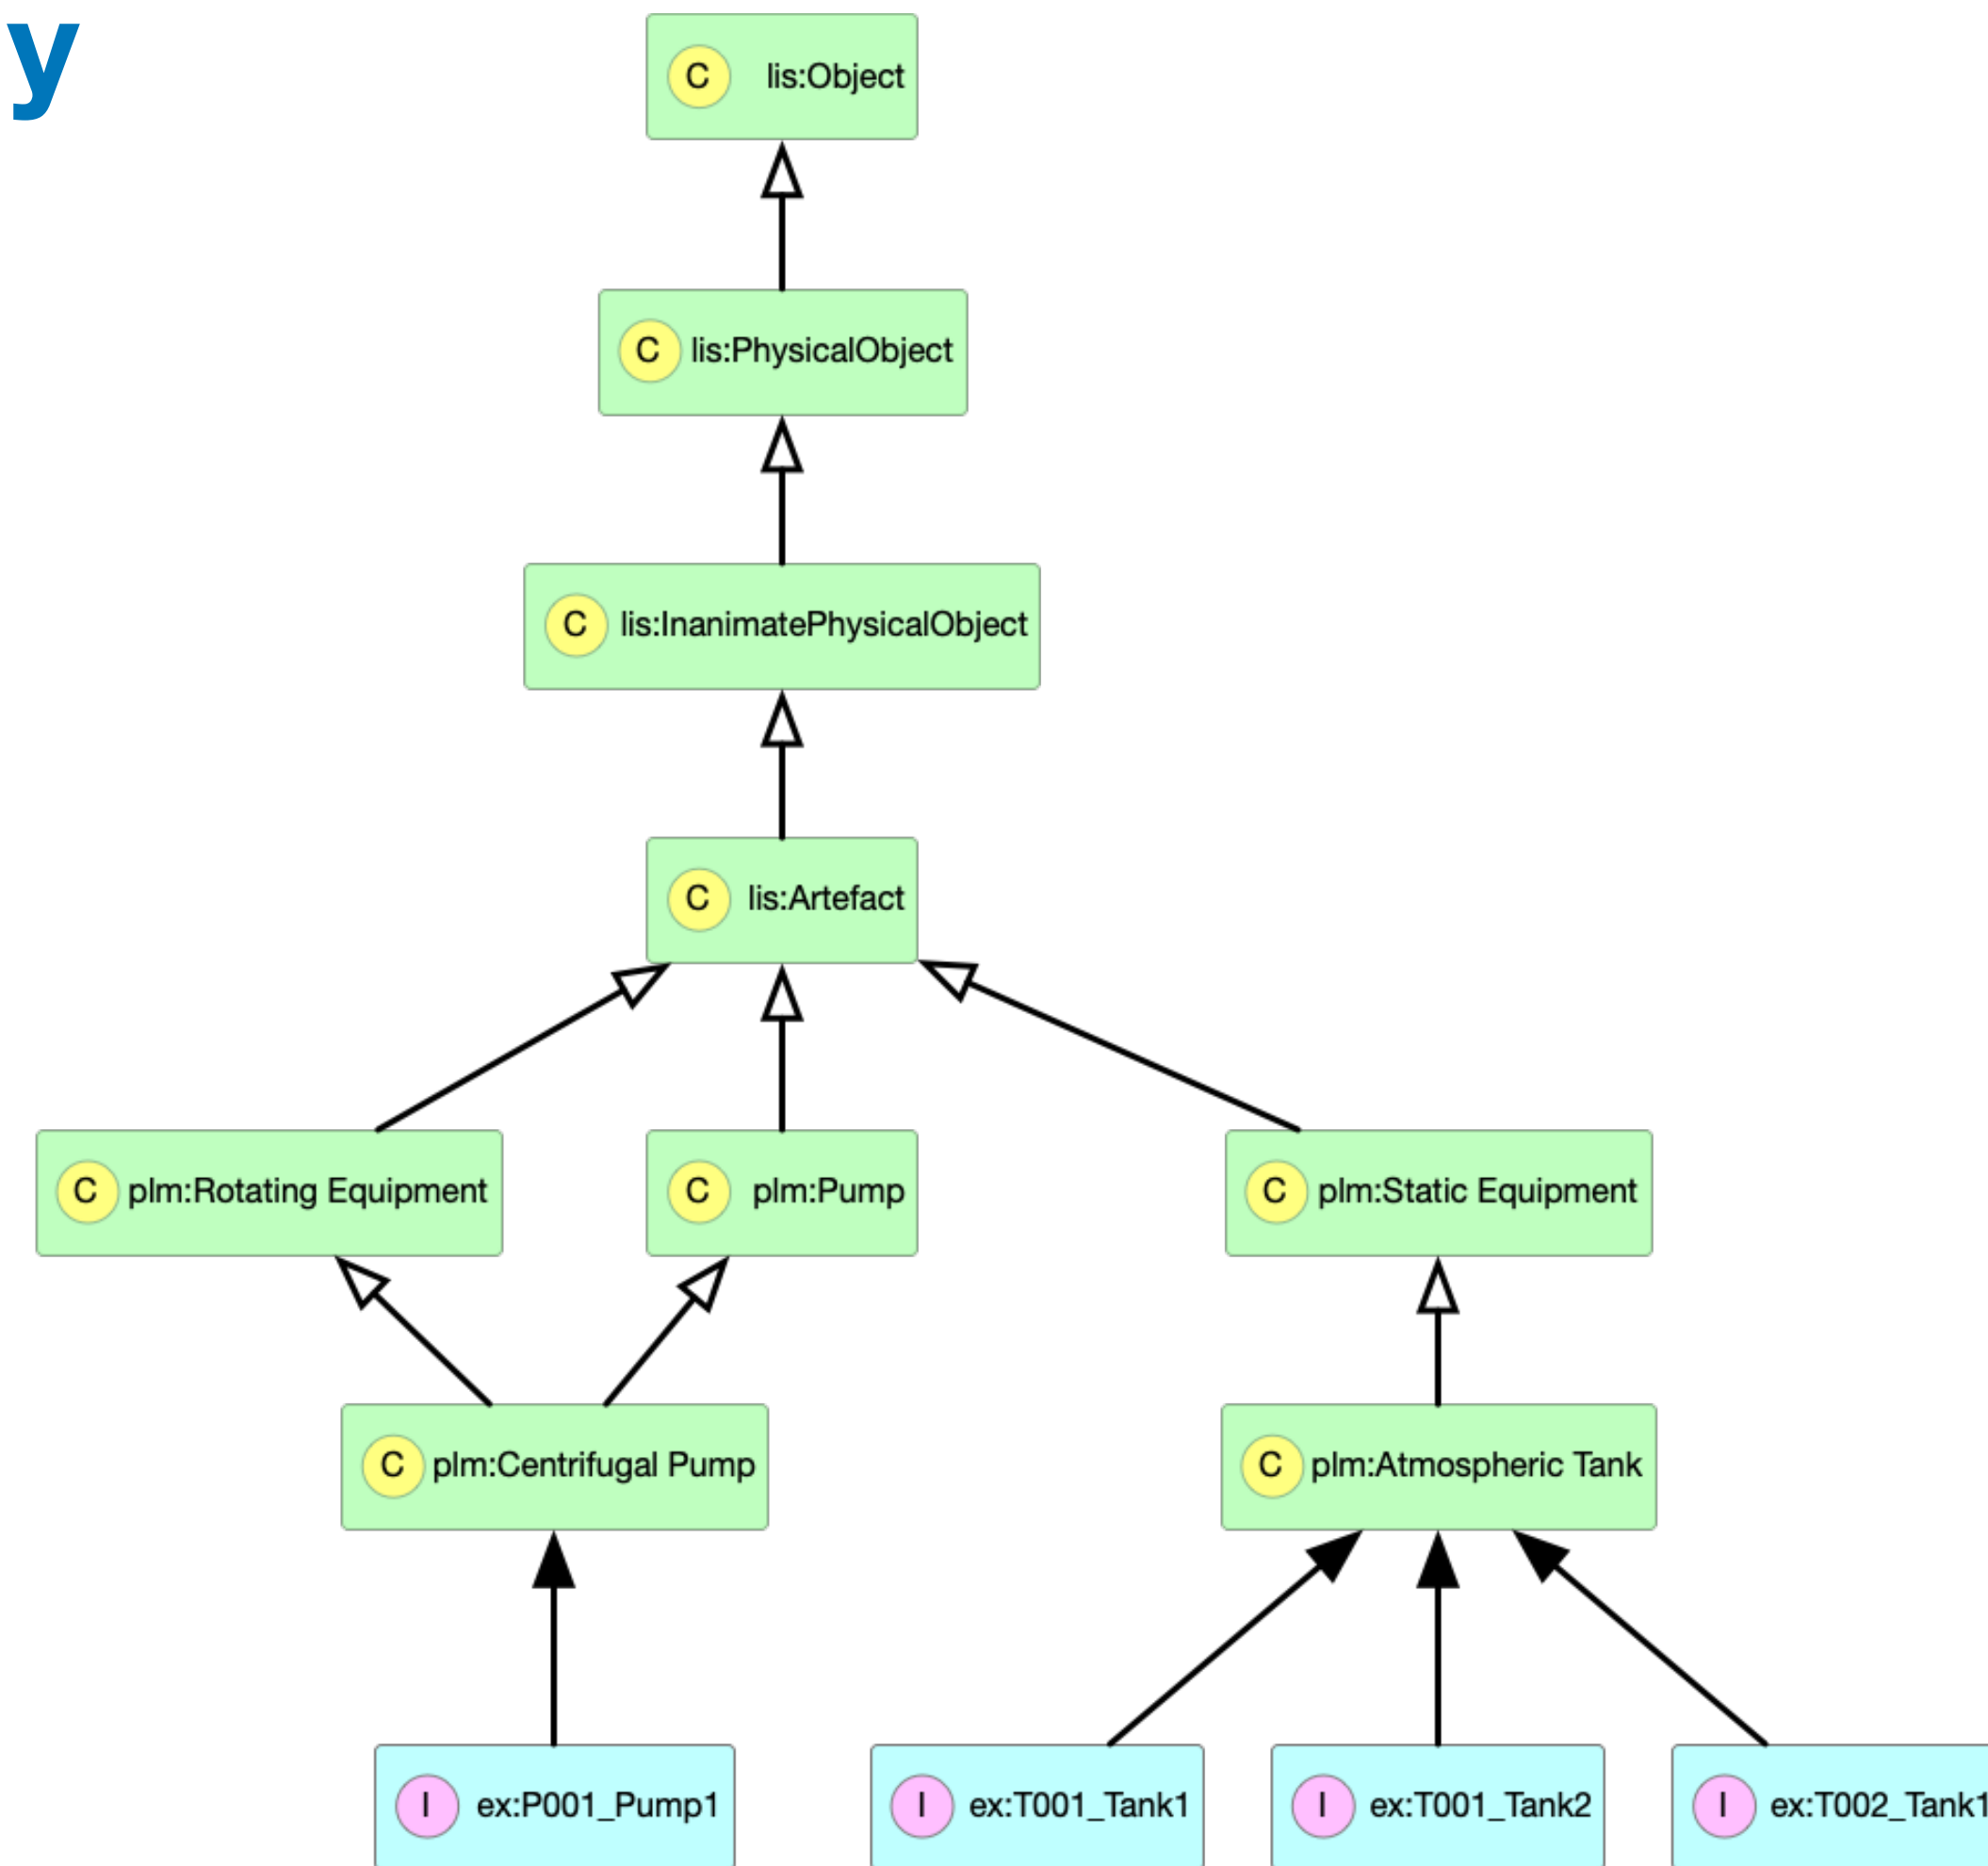 y
C lis:Object
C lis:PhysicalObject
C lis:InanimatePhysicalObject
C lis:Artefact
C plm:Rotating Equipment
C plm:Pump
C plm:Static Equipment
C plm:Centrifugal Pump
C plm:Atmospheric Tank
I ex:P001_Pump1
I ex:T001_Tank1
I ex:T001_Tank2
I ex:T002_Tank1